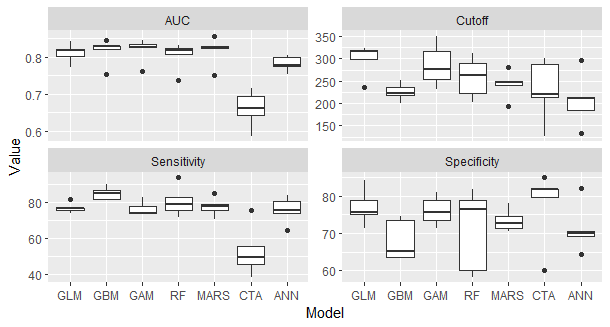 AUC
Cutoff
0.8
0.7
0.6
350
300
250
200
150
Value
Sensitivity
Specificity
80
60
40
80
70
60
GLM GBM GAM RF MARS CTA ANN
GLM GBM GAM RF MARS CTA ANN
Model